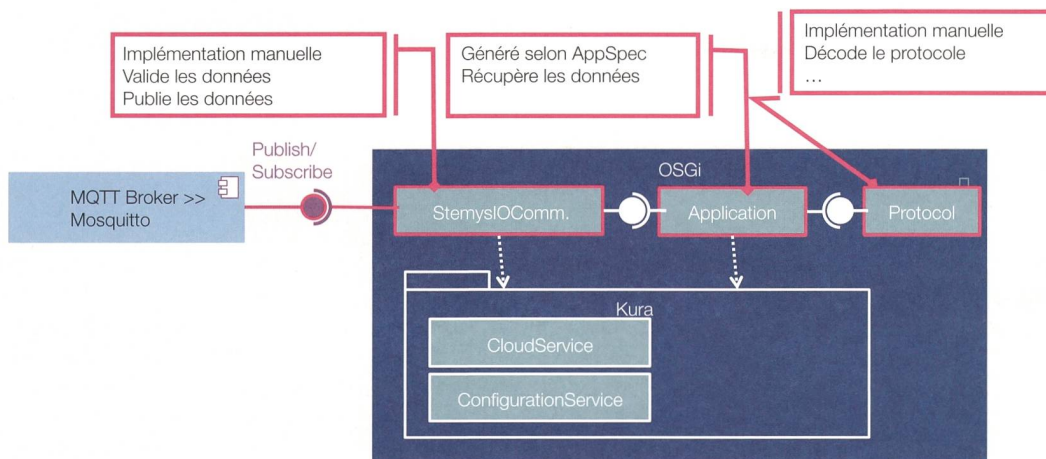 Implémentation manuelle
Valide les données
Publie les données
Généré selon AppSpec
Récupère les données
Implémentation manuelle
Décode le protocole
...
Publish/
Subscribe
MQTT Broker >>
Mosquitto
OSGi
StemysIOComm.
Application
Protocol
Kura
CloudService
ConfigurationService